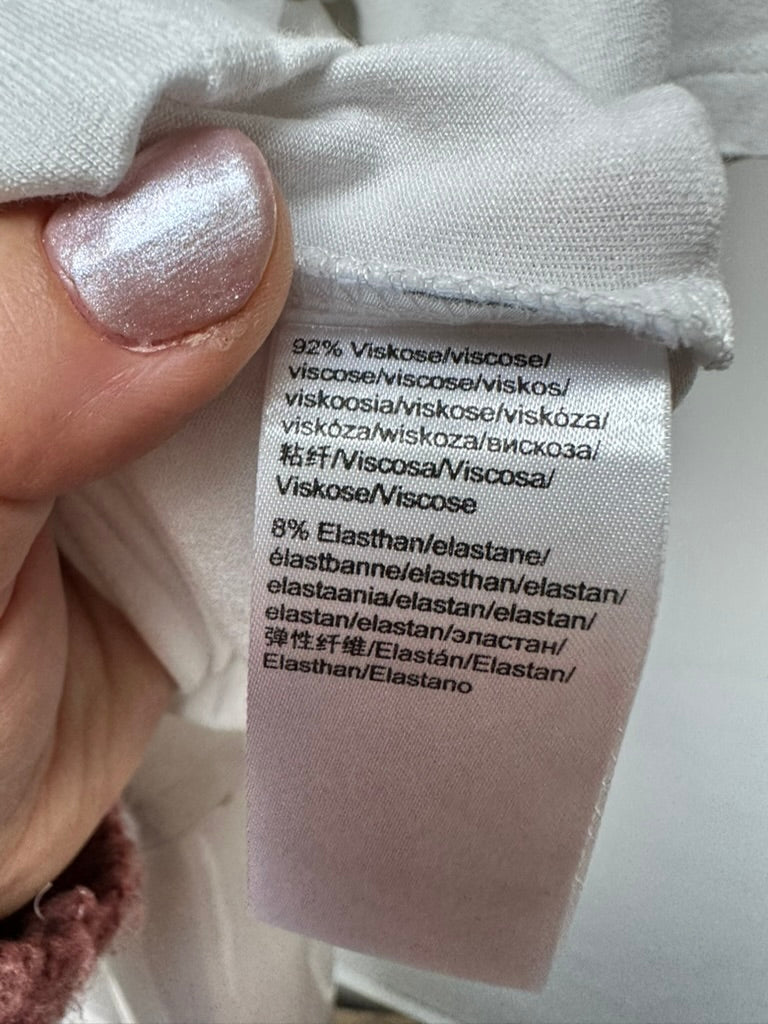 92% Viskose/viscose/
viscose/viscose/viskos/
viskoosia/viskose/viskóza/
viskóza/wiskoza/вискоза/
粘纤/Viscosa/Viscosa/
Viskose/Viscose
8% Elasthan/elastane/
élastbanne/elasthan/elastan/
elastaania/elastan/elastan/
elastan/elastan/эластан/
弹性纤维/Elastán/Elastan/
Elasthan/Elastano